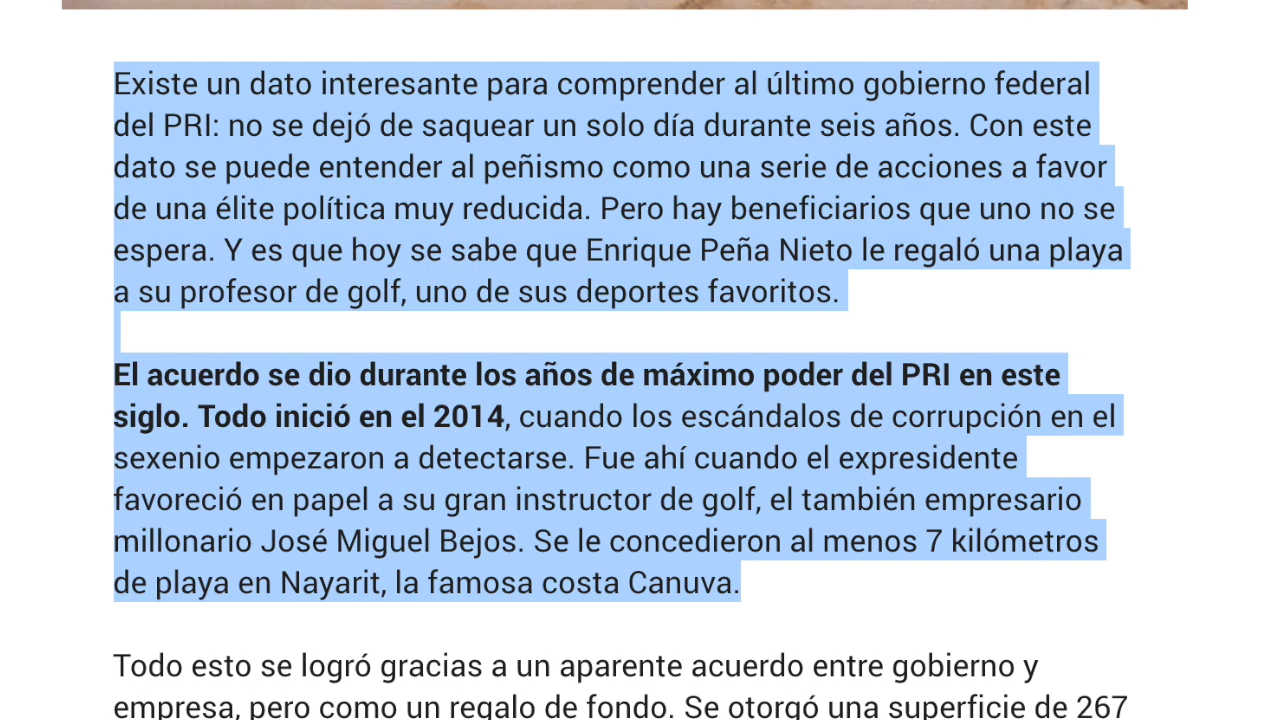 Existe un dato interesante para comprender al último gobierno federal
del PRI: no se dejó de saquear un solo día durante seis años. Con este
dato se puede entender al peñismo como una serie de acciones a favor
de una élite política muy reducida. Pero hay beneficiarios que uno no se
espera. Y es que hoy se sabe que Enrique Peña Nieto le regaló una playa
a su profesor de golf, uno de sus deportes favoritos.
El acuerdo se dio durante los años de máximo poder del PRI en este
siglo. Todo inició en el 2014, cuando los escándalos de corrupción en el
sexenio empezaron a detectarse. Fue ahí cuando el expresidente
favoreció en papel a su gran instructor de golf, el también empresario
millonario José Miguel Bejos. Se le concedieron al menos 7 kilómetros
de playa en Nayarit, la famosa costa Canuva.
Todo esto se logró gracias a un aparente acuerdo entre gobierno y
empresa, pero como un regalo de fondo. Se otorgó una superficie de 267